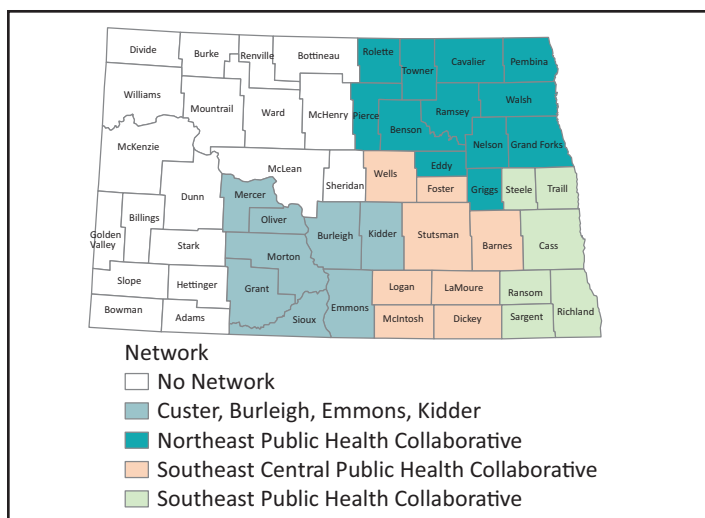 Divide
Burke
Renville
Bottineau
Rolette
Towner
Cavalier
Pembina
Williams
Mountrail
Ward
McHenry
Pierce
Benson
Ramsey
Walsh
McKenzie
Nelson
Grand Forks
McLean
Sheridan
Wells
Eddy
Foster
Griggs
Steele
Traill
Dunn
Mercer
Oliver
Golden
Valley
Billings
Stark
Morton
Burleigh
Kidder
Stutsman
Barnes
Cass
Slope
Hettinger
Grant
Logan
LaMoure
Ransom
Richland
Bowman
Adams
Sioux
Emmons
McIntosh
Dickey
Sargent
Network
No Network
Custer, Burleigh, Emmons, Kidder
Northeast Public Health Collaborative
Southeast Central Public Health Collaborative
Southeast Public Health Collaborative